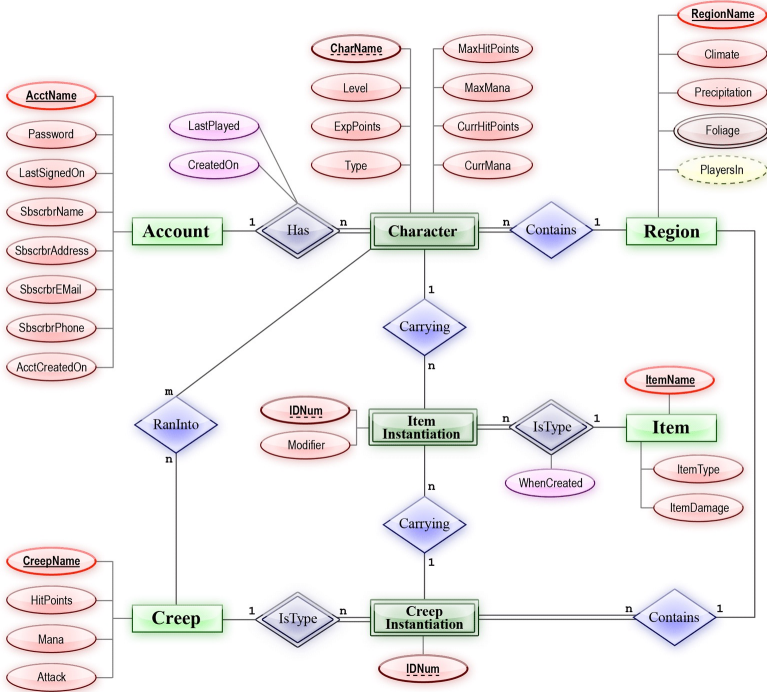 RegionName
CharName
MaxHitPoints
Climate
Level
MaxMana
Precipitation
AcctName
ExpPoints
CurrHitPoints
Foliage
Password
LastPlayed
Type
CurrMana
PlayersIn
LastSignedOn
CreatedOn
SbscrbrName
Account
1
Has
n
Character
n
Contains
1
Region
SbscrbrAddress
SbscrbrEMail
SbscrbrPhone
AcctCreatedOn
1
Carrying
n
m
RanInto
n
ItemName
IDNum
Modifier
Item
Instantiation
n
IsType
1
Item
WhenCreated
ItemType
ItemDamage
n
Carrying
1
CreepName
HitPoints
Mana
Attack
Creep
1
IsType
n
Creep
Instantiation
n
Contains
1
IDNum